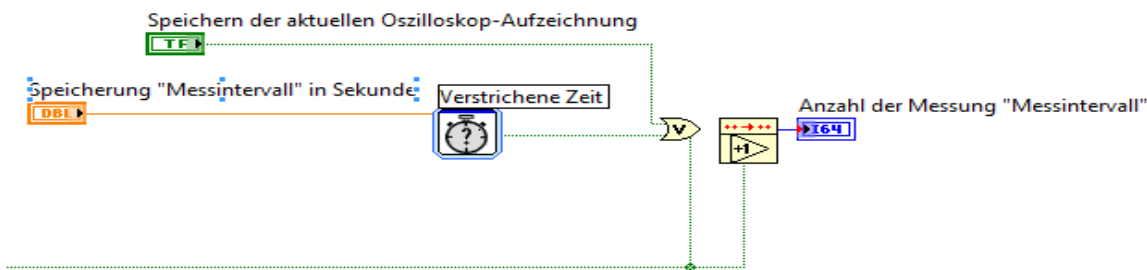 Speichern der aktuellen Oszilloskop-Aufzeichnung
TF
Speicherung "Messintervall" in Sekunde
DBL
Verstrichene Zeit
?
V
+1
Anzahl der Messung "Messintervall"
I64